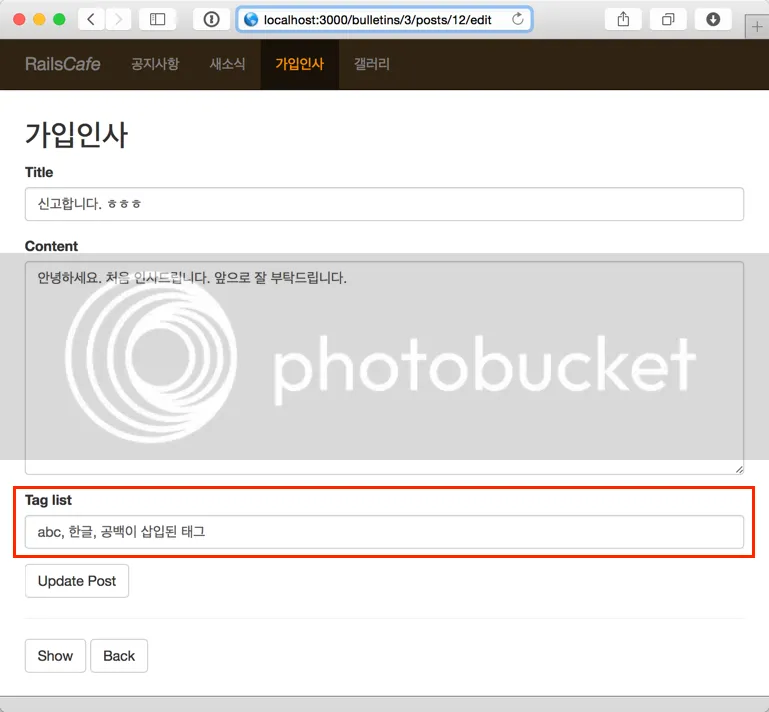 localhost:3000/bulletins/3/posts/12/edit
RailsCafe 공지사항 새소식 가입인사 갤러리
가입인사
Title
신고합니다. ㅎㅎㅎ
Content
안녕하세요. 처음 인사드립니다. 앞으로 잘 부탁드립니다.
photobucket
Tag list
abc, 한글, 공백이 삽입된 태그
Update Post
Show Back